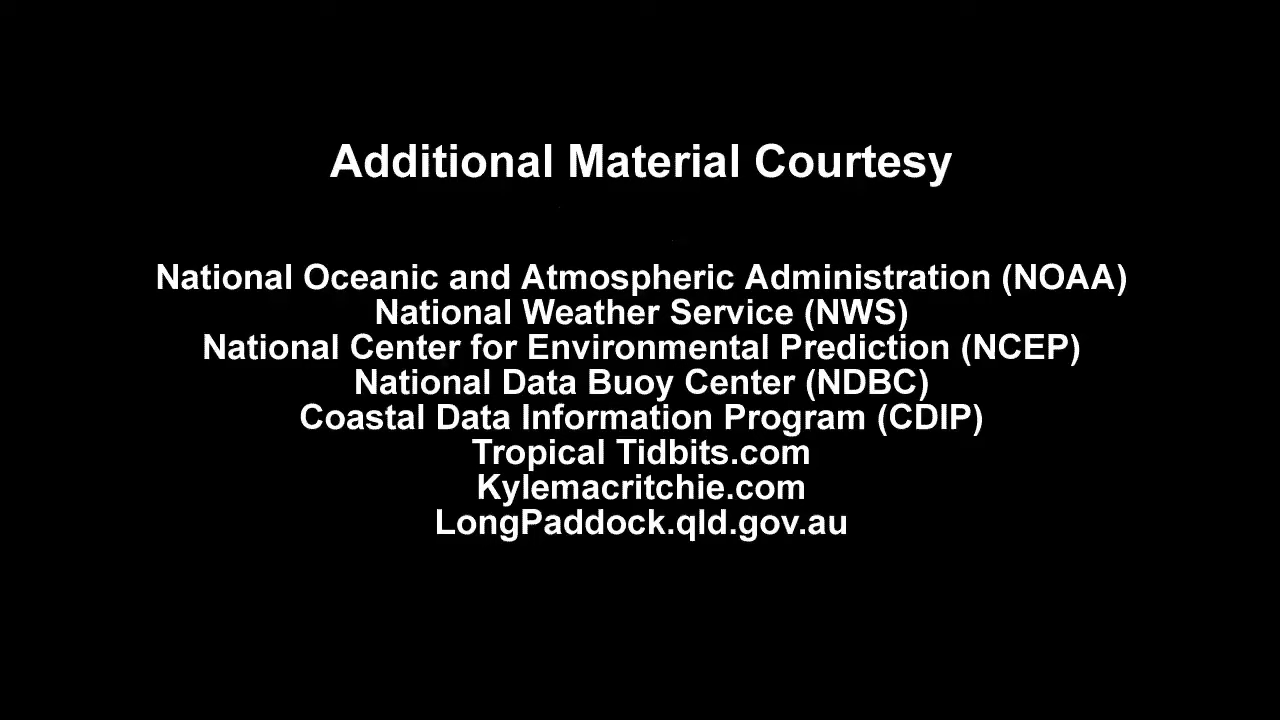 Additional Material Courtesy
National Oceanic and Atmospheric Administration (NOAA)
National Weather Service (NWS)
National Center for Environmental Prediction (NCEP)
National Data Buoy Center (NDBC)
Coastal Data Information Program (CDIP)
Tropical Tidbits.com
Kylemacritchie.com
LongPaddock.qld.gov.au